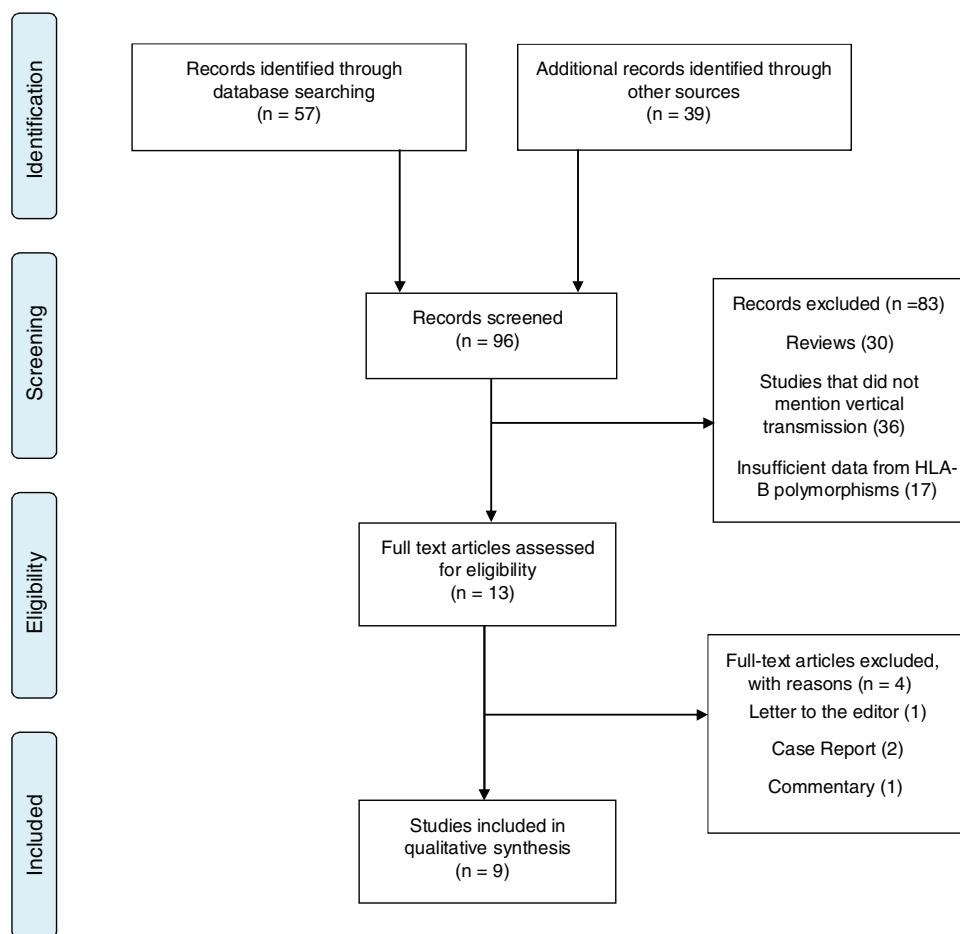 Identification
Records identified through
database searching
(n = 57)
Additional records identified through
other sources
(n = 39)
Screening
Records screened
(n = 96)
Records excluded (n =83)
Reviews (30)
Studies that did not
mention vertical
transmission (36)
Insufficient data from HLA-
B polymorphisms (17)
Eligibility
Full text articles assessed
for eligibility
(n = 13)
Full-text articles excluded,
with reasons (n = 4)
Letter to the editor (1)
Case Report (2)
Commentary (1)
Included
Studies included in
qualitative synthesis
(n = 9)